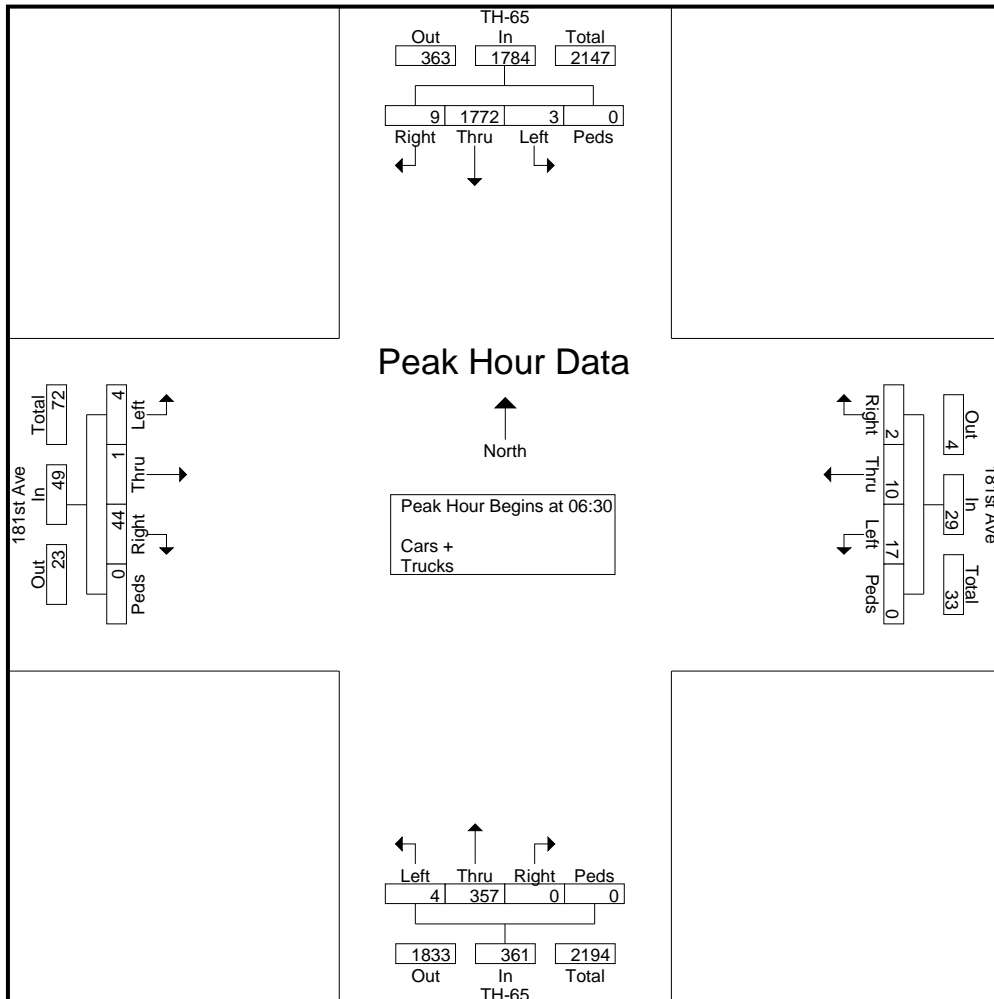 TH-65
Out In Total
363 1784 2147
9 1772 3 0
Right Thru Left Peds
Peak Hour Data
North
Peak Hour Begins at 06:30
Cars +
Trucks
181st Ave
Out In Total
23 49 72
Left Thru Right Peds
4 1 44 0
181st Ave
Out In Total
4 29 33
Right Thru Left Peds
2 10 17 0
Left Thru Right Peds
4 357 0 0
1833 361 2194
Out In Total
TH-65